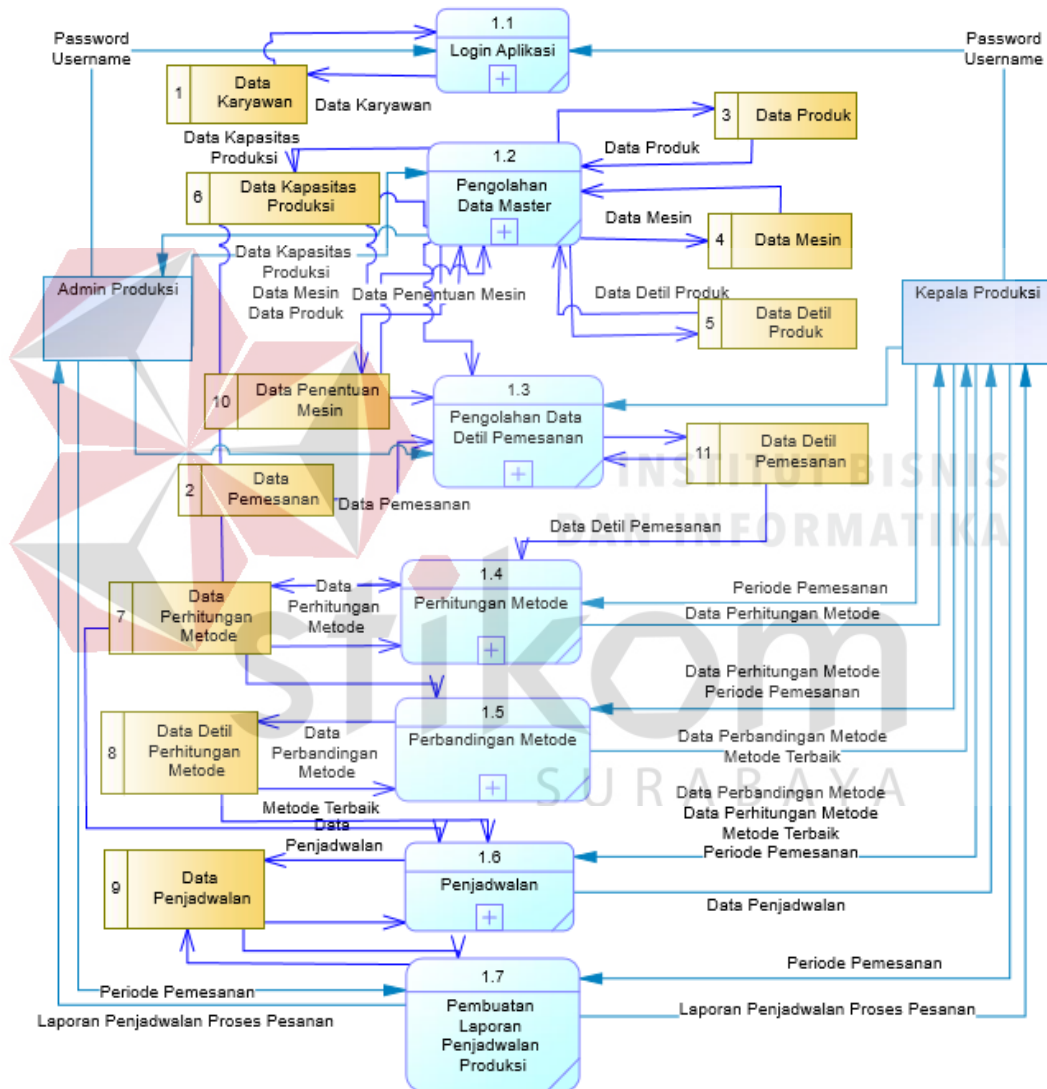 1.1
Login Aplikasi
Password
Username
Password
Username
1
Data
Karyawan
Data Karyawan
3
Data Produk
Data Produk
Data Kapasitas
Produksi
1.2
Pengolahan
Data Master
6
Data Kapasitas
Produksi
Data Mesin
4
Data Mesin
Data Kapasitas
Produksi
Data Mesin
Data Produk
Data Penentuan Mesin
Data Detil Produk
5
Data Detil
Produk
Admin Produksi
Kepala Produksi
10
Data Penentuan
Mesin
1.3
Pengolahan Data
Detil Pemesanan
11
Data Detil
Pemesanan
2
Data
Pemesanan
Data Pemesanan
INSTITUT BISNIS
DAN INFORMATIKA
Data Detil Pemesanan
1.4
Perhitungan Metode
7
Data
Perhitungan
Metode
Data
Perhitungan
Metode
Periode Pemesanan
Data Perhitungan Metode
stikom
SURABAYA
Data Perhitungan Metode
Periode Pemesanan
1.5
Perbandingan Metode
8
Data Detil
Perhitungan
Metode
Data
Perbandingan
Metode
Data Perbandingan Metode
Metode Terbaik
Metode Terbaik
Data
Penjadwalan
Data Perbandingan Metode
Data Perhitungan Metode
Metode Terbaik
Periode Pemesanan
1.6
Penjadwalan
9
Data
Penjadwalan
Data Penjadwalan
1.7
Pembuatan
Laporan
Penjadwalan
Produksi
Periode Pemesanan
Laporan Penjadwalan Proses Pesanan
Periode Pemesanan
Laporan Penjadwalan Proses Pesanan